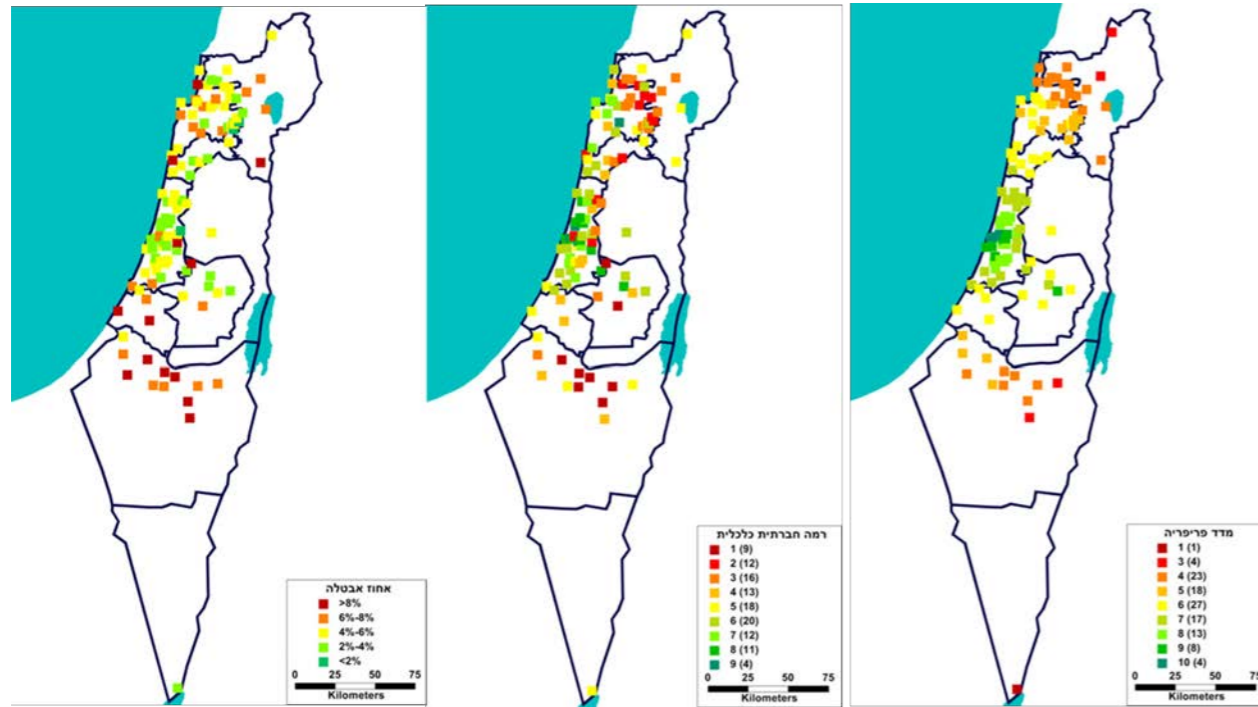 אחוז אבטלה
>8%
6%-8%
4%-6%
2%-4%
<2%
0 25 50 75
Kilometers
רמה חברתית כלכלית
1 (9)
2 (12)
3 (16)
4 (13)
5 (18)
6 (20)
7 (12)
8 (11)
9 (4)
0 25 50 75
Kilometers
מדד פריפריה
1 (1)
3 (4)
4 (23)
5 (18)
6 (27)
7 (17)
8 (13)
9 (8)
10 (4)
0 25 50 75
Kilometers